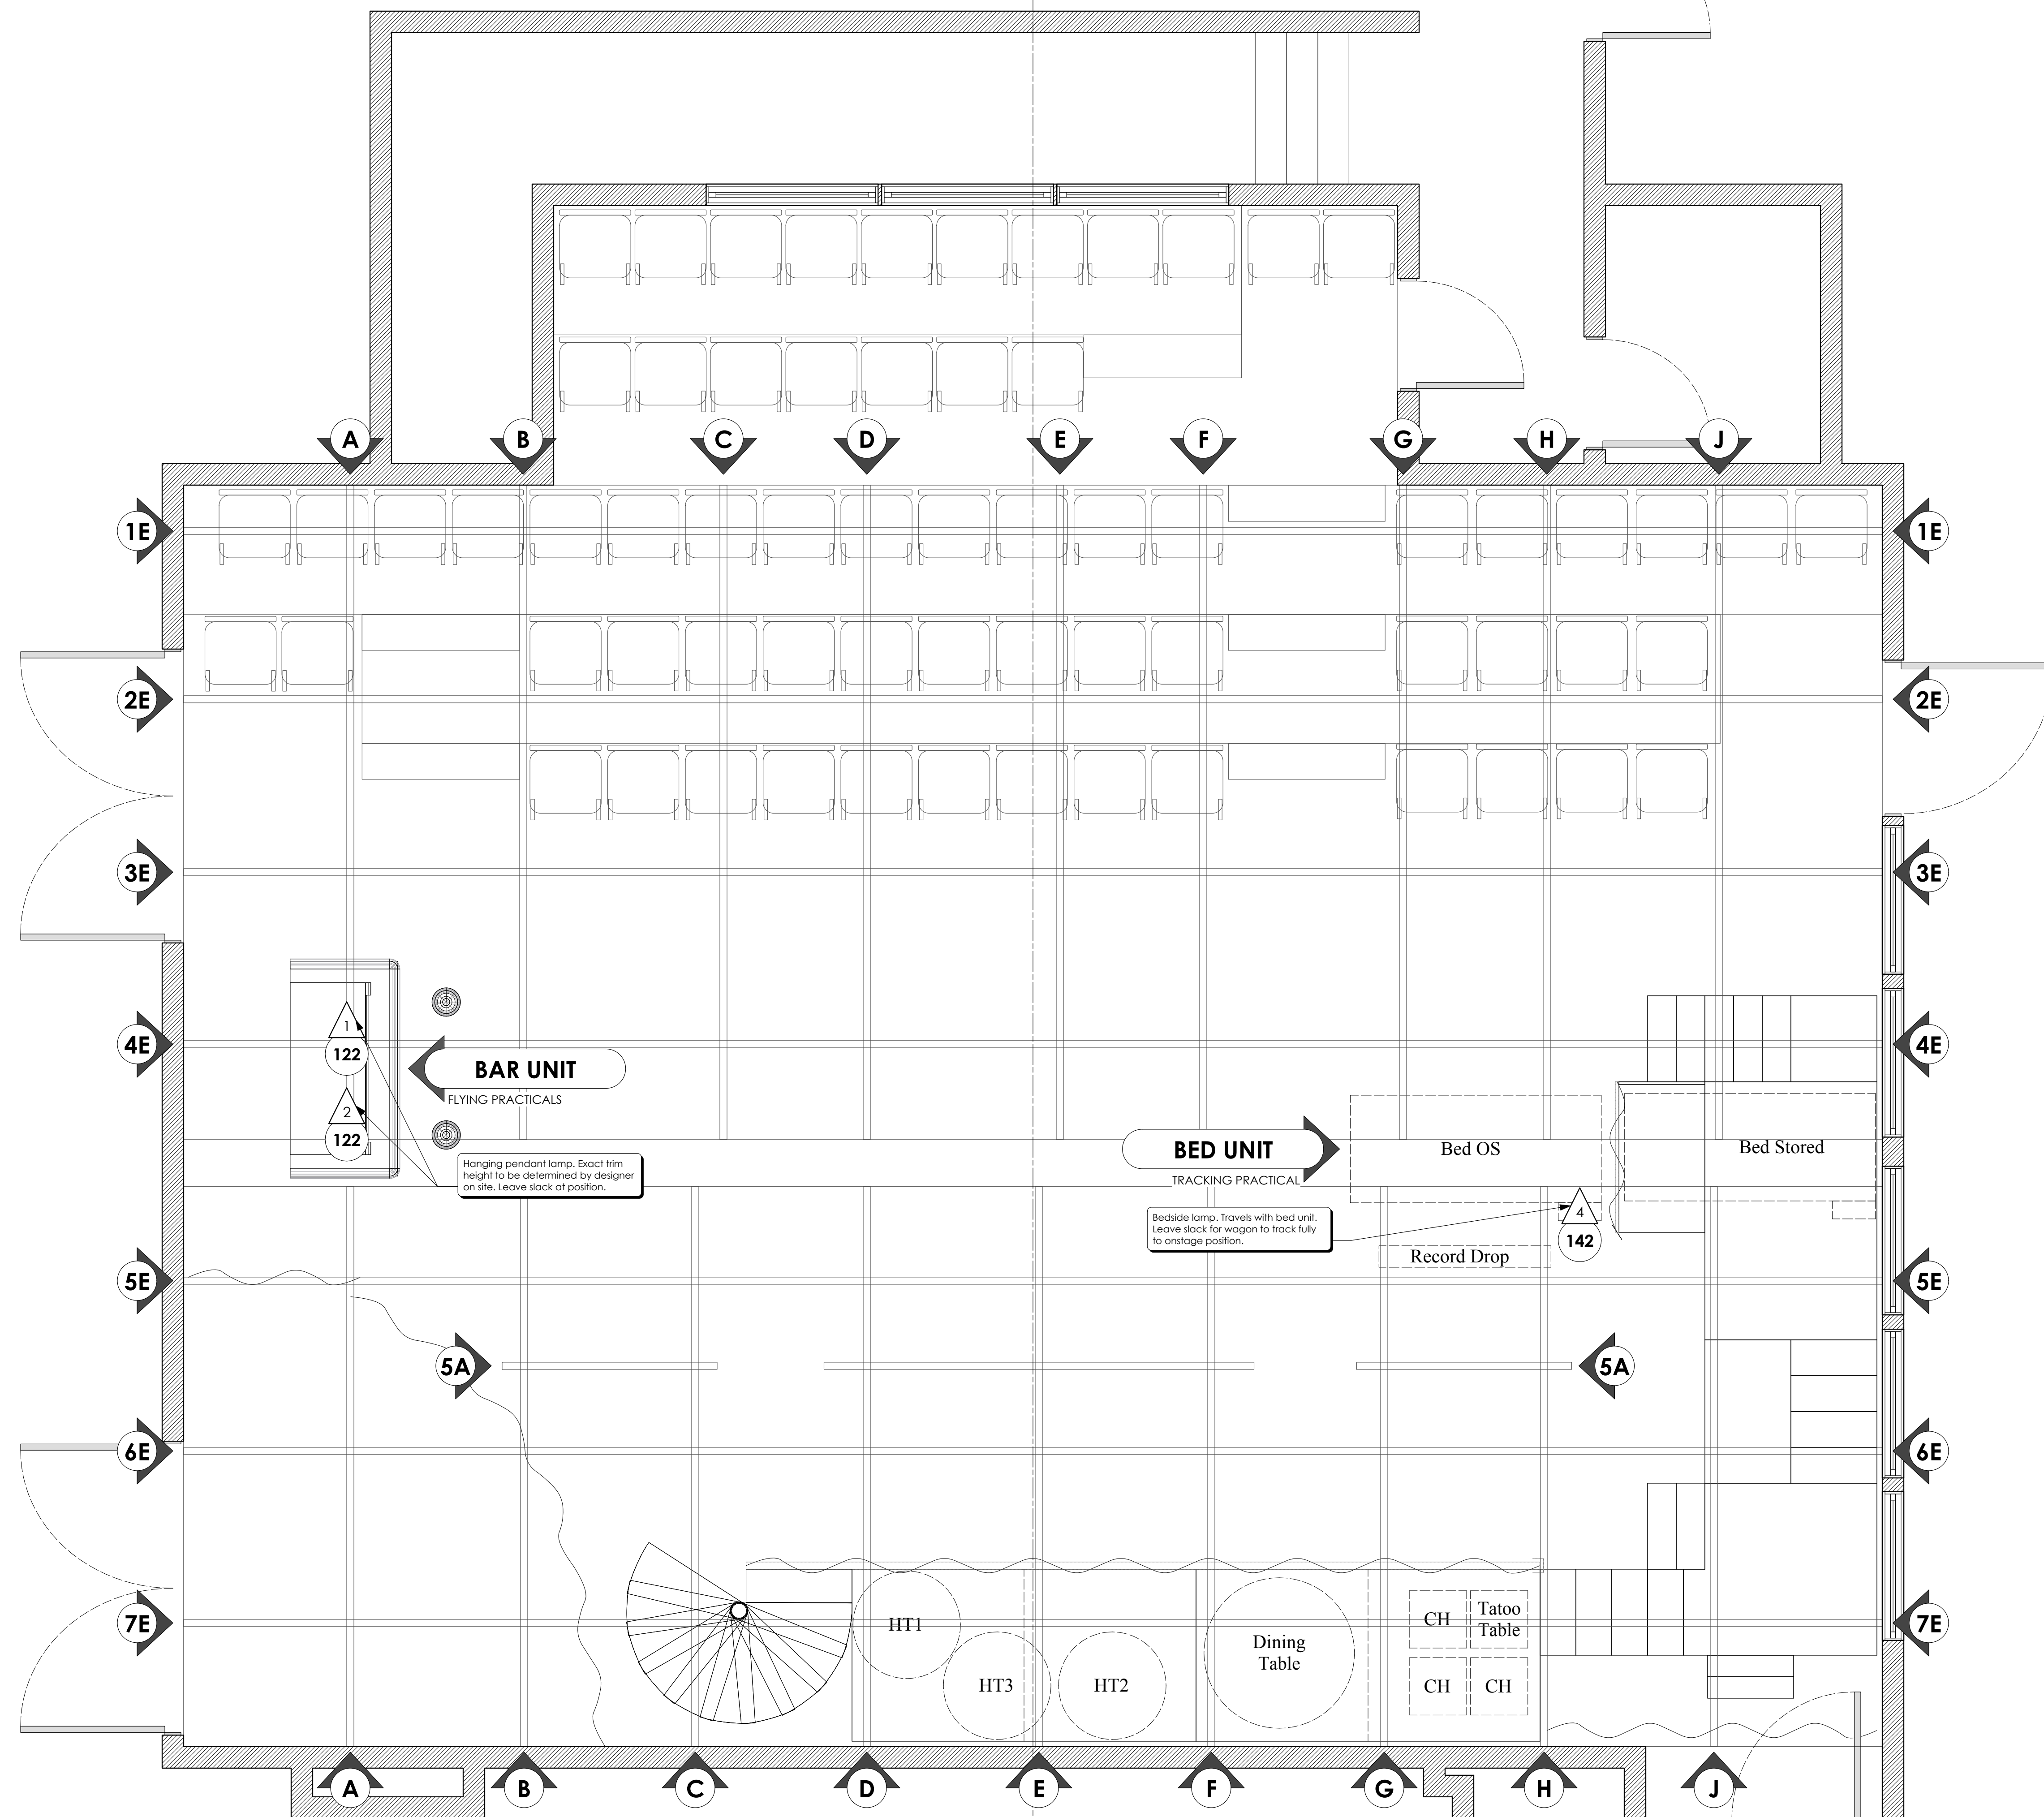 A B C D E F G H J
1E 1E
2E 2E
3E 3E
1
4E 122 4E
BAR UNIT
FLYING PRACTICALS
2
122
BED UNIT
TRACKING PRACTICAL
Bed OS
Bed Stored
Hanging pendant lamp. Exact trim
height to be determined by designer
on site. Leave slack at position.
Bedside lamp. Travels with bed unit.
Leave slack for wagon to track fully
to onstage position.
4
142
Record Drop
5E 5E
5A 5A
6E 6E
7E 7E
HT1
HT3
HT2
Dining
Table
CH
Tatoo
Table
CH CH
A B C D E F G H J